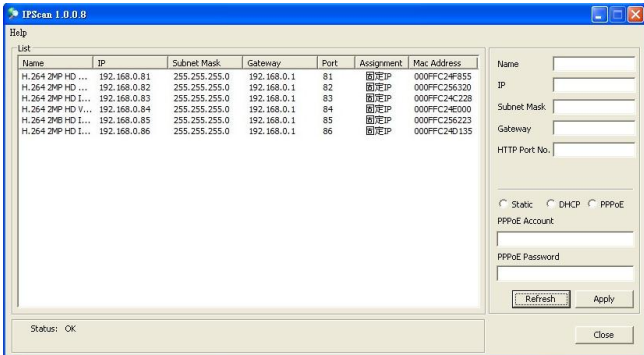 IPScan 1.0.0.8
Help
List
Name IP Subnet Mask Gateway Port Assignment Mac Address
H.264 2MP HD ... 192.168.0.81 255.255.255.0 192.168.0.1 81 固定IP 000FFC24F855
H.264 2MP HD ... 192.168.0.82 255.255.255.0 192.168.0.1 82 固定IP 000FFC256320
H.264 2MP HD I... 192.168.0.83 255.255.255.0 192.168.0.1 83 固定IP 000FFC24C228
H.264 2MP HD V... 192.168.0.84 255.255.255.0 192.168.0.1 84 固定IP 000FFC24E000
H.264 2MB HD I... 192.168.0.85 255.255.255.0 192.168.0.1 85 固定IP 000FFC256223
H.264 2MP HD I... 192.168.0.86 255.255.255.0 192.168.0.1 86 固定IP 000FFC24D135
Name
IP
Subnet Mask
Gateway
HTTP Port No.
Static DHCP PPPoE
PPPoE Account
PPPoE Password
Refresh Apply
Status: OK
Close